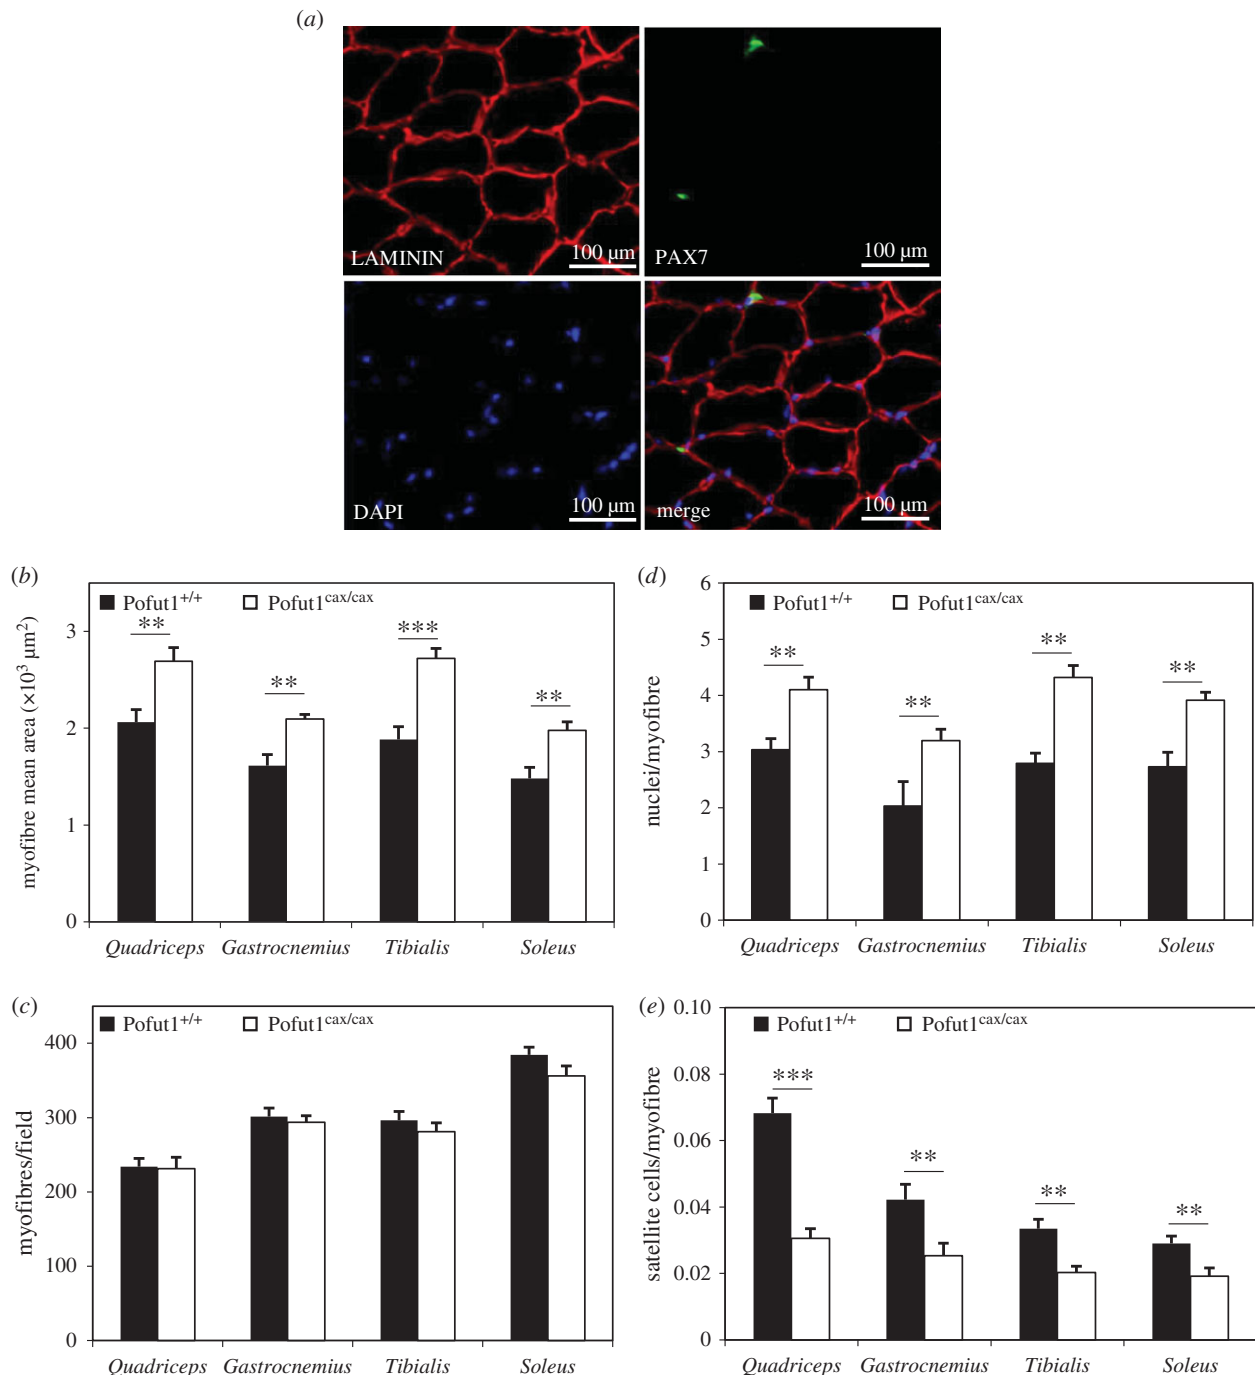 (a)
LAMININ
100 µm
PAX7
100 µm
DAPI
100 µm
merge
100 µm
(b)
Pofut1+/+ Pofut1cax/cax
myofibre mean area (×10³ µm²)
3
2
1
0
** ** *** **
Quadriceps Gastrocnemius Tibialis Soleus
(d)
Pofut1+/+ Pofut1cax/cax
nuclei/myofibre
6
5
4
3
2
1
0
** ** ** **
Quadriceps Gastrocnemius Tibialis Soleus
(c)
Pofut1+/+ Pofut1cax/cax
myofibres/field
400
300
200
100
0
Quadriceps Gastrocnemius Tibialis Soleus
(e)
Pofut1+/+ Pofut1cax/cax
satellite cells/myofibre
0.10
0.08
0.06
0.04
0.02
0
*** ** ** **
Quadriceps Gastrocnemius Tibialis Soleus